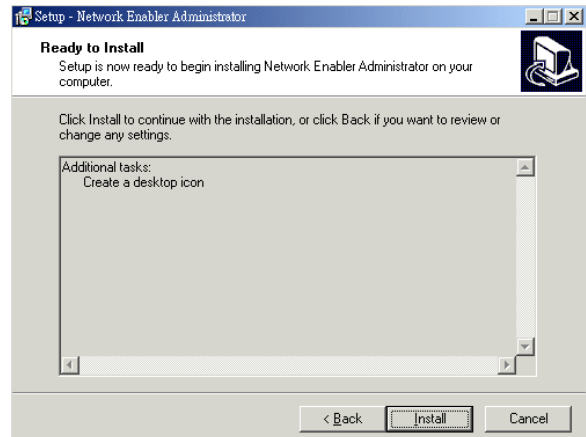 Setup - Network Enabler Administrator
Ready to Install
Setup is now ready to begin installing Network Enabler Administrator on your
computer.
Click Install to continue with the installation, or click Back if you want to review or
change any settings.
Additional tasks:
Create a desktop icon
< Back
Install
Cancel